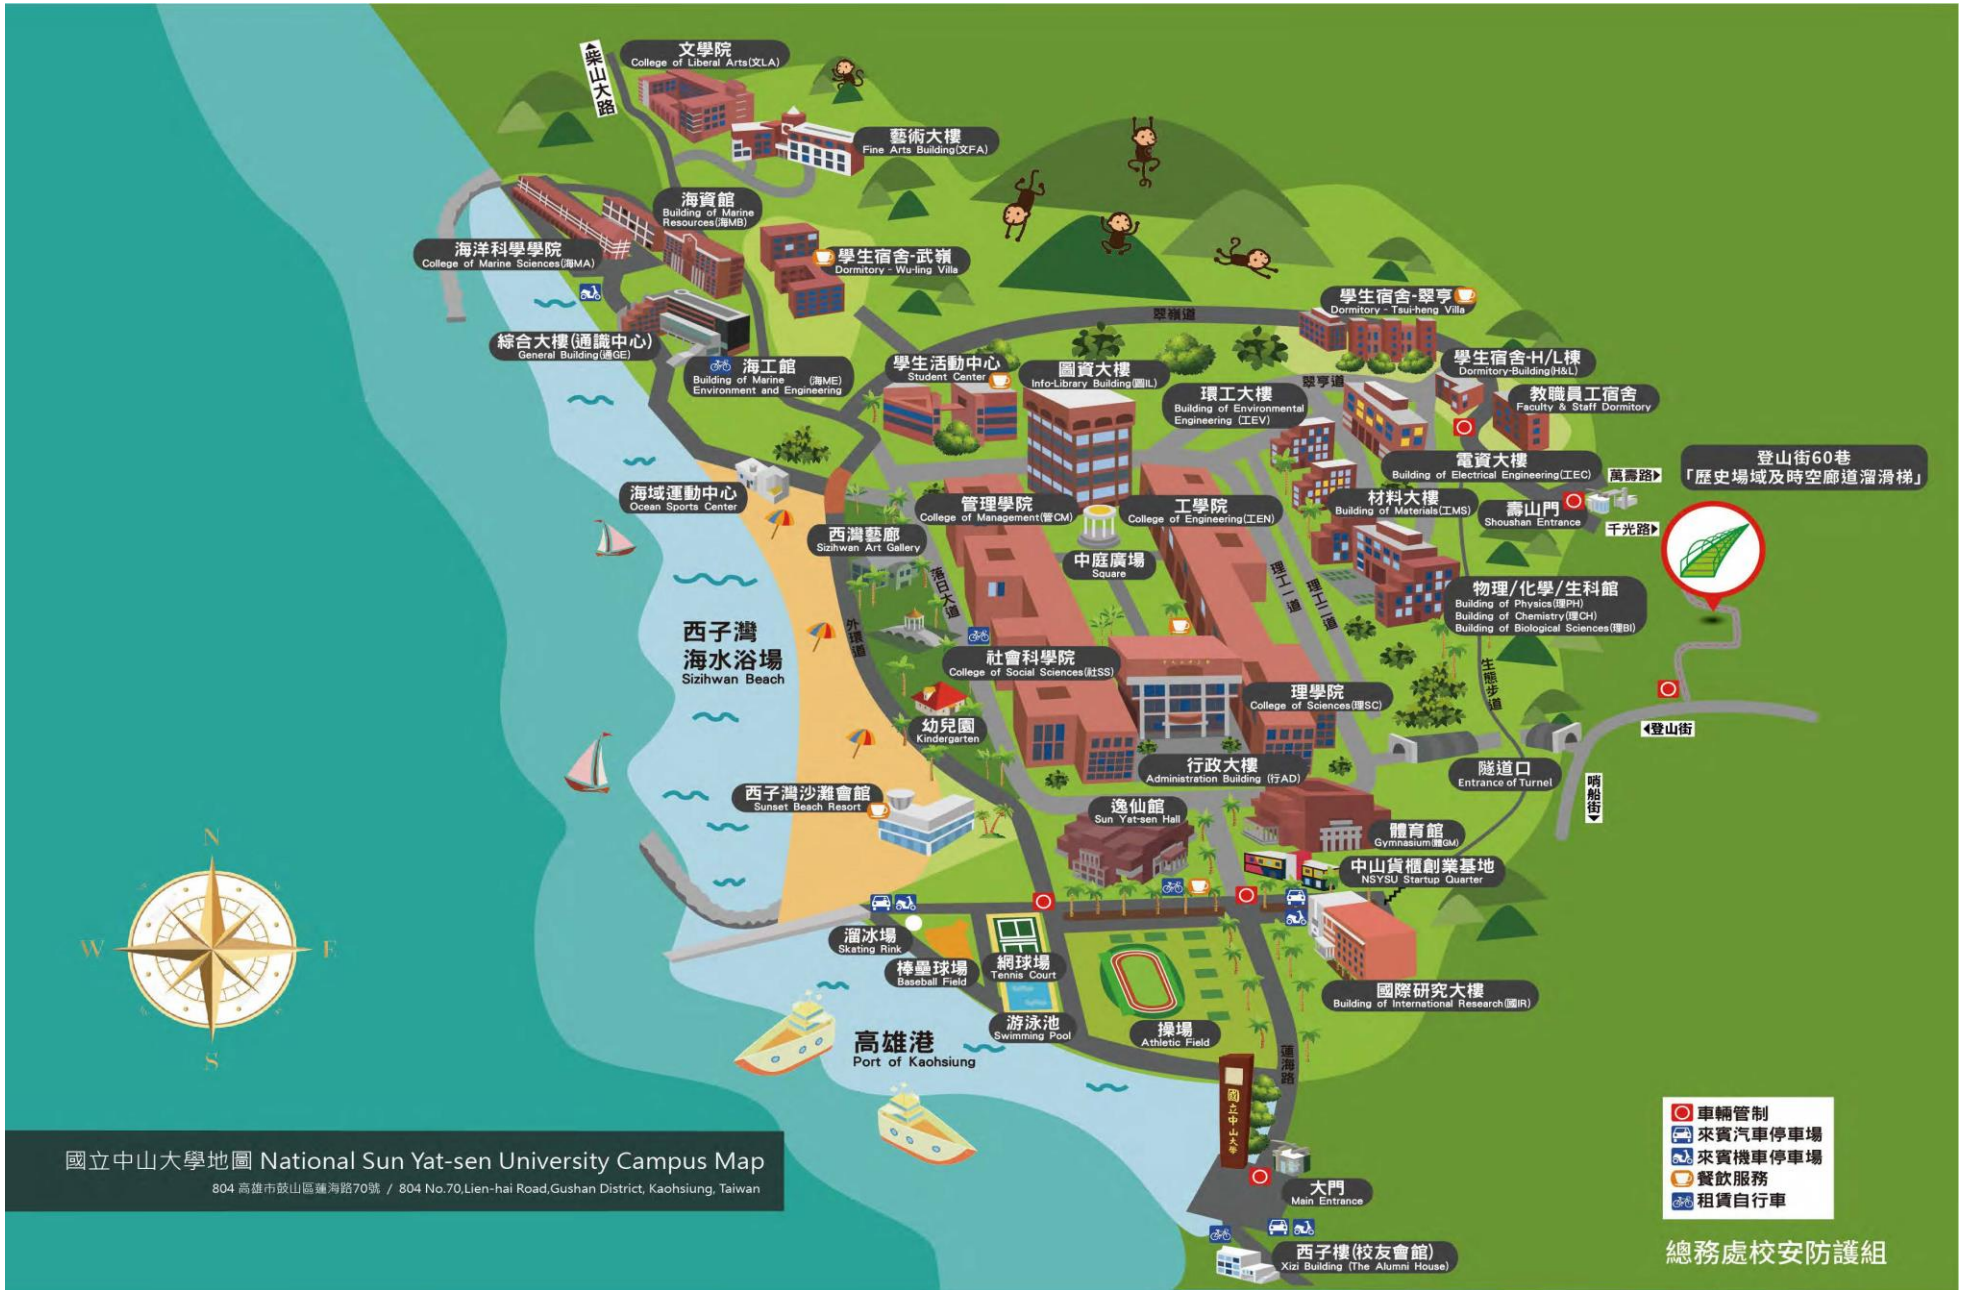 柴山大路
文學院
College of Liberal Arts(文LA)
藝術大樓
Fine Arts Building(文FA)
海資館
Building of Marine
Resources(海MB)
海洋科學學院
College of Marine Sciences(海MA)
學生宿舍-武嶺
Dormitory - Wu-ling Villa
綜合大樓(通識中心)
General Building(通GE)
海工館
Building of Marine (海ME)
Environment and Engineering
翠嶺道
學生宿舍-翠亨
Dormitory - Tsui-heng Villa
學生活動中心
Student Center
圖資大樓
Info-Library Building(圖IL)
翠亨道
環工大樓
Building of Environmental
Engineering (工EV)
學生宿舍-H/L棟
Dormitory-Building(H&L)
教職員工宿舍
Faculty & Staff Dormitory
電資大樓
Building of Electrical Engineering(工EC)
登山街60巷
「歷史場域及時空廊道溜滑梯」
萬壽路
海域運動中心
Ocean Sports Center
管理學院
College of Management(管CM)
工學院
College of Engineering(工EN)
材料大樓
Building of Materials(工MS)
壽山門
Shoushan Entrance
千光路
西灣藝廊
Sizihwan Art Gallery
中庭廣場
Square
落日大道
理工一道
理工二道
物理/化學/生科館
Building of Physics(理PH)
Building of Chemistry(理CH)
Building of Biological Sciences(理BI)
外環道
西子灣
海水浴場
Sizihwan Beach
社會科學院
College of Social Sciences(社SS)
理學院
College of Sciences(理SC)
生態步道
幼兒園
Kindergarten
登山街
行政大樓
Administration Building (行AD)
隧道口
Entrance of Turnel
哨船街
西子灣沙灘會館
Sunset Beach Resort
逸仙館
Sun Yat-sen Hall
體育館
Gymnasium(體GM)
中山貨櫃創業基地
NSYSU Startup Quarter
溜冰場
Skating Rink
棒壘球場
Baseball Field
網球場
Tennis Court
國際研究大樓
Building of International Research(國IR)
游泳池
Swimming Pool
操場
Athletic Field
高雄港
Port of Kaohsiung
蓮海路
國立中山大學
大門
Main Entrance
西子樓(校友會館)
Xizi Building (The Alumni House)
N
W
E
S
國立中山大學地圖 National Sun Yat-sen University Campus Map
804 高雄市鼓山區蓮海路70號 / 804 No.70,Lien-hai Road,Gushan District, Kaohsiung, Taiwan
車輛管制
來賓汽車停車場
來賓機車停車場
餐飲服務
租賃自行車
總務處校安防護組